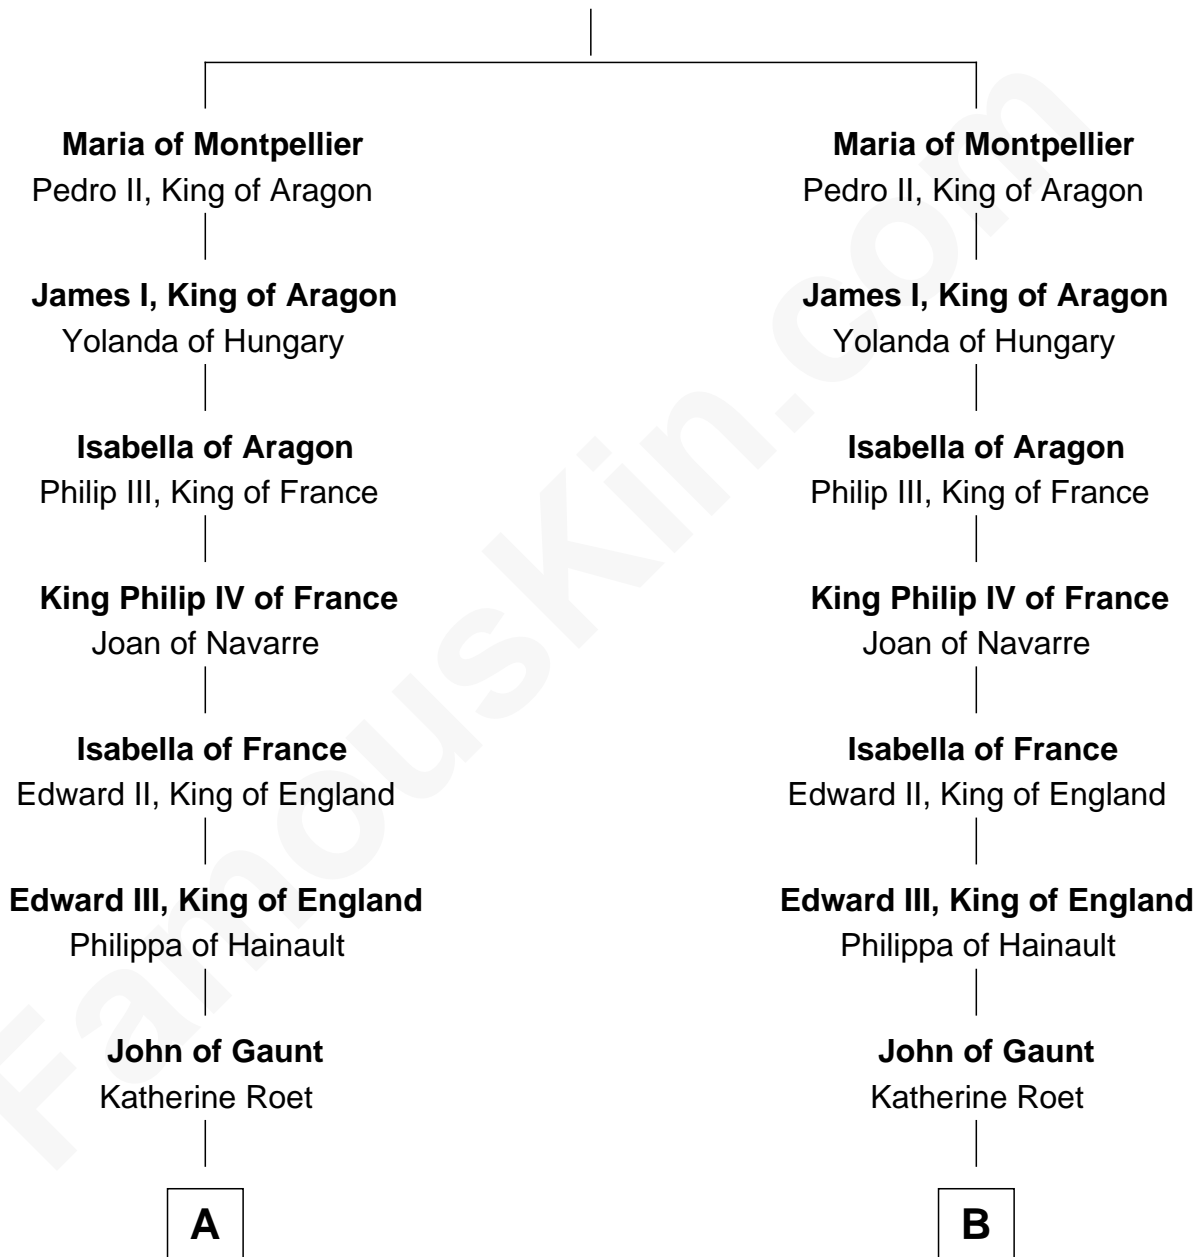 Maria of Montpellier
Pedro II, King of Aragon
James I, King of Aragon
Yolanda of Hungary
Isabella of Aragon
Philip III, King of France
King Philip IV of France
Joan of Navarre
Isabella of France
Edward II, King of England
Edward III, King of England
Philippa of Hainault
John of Gaunt
Katherine Roet
A
Maria of Montpellier
Pedro II, King of Aragon
James I, King of Aragon
Yolanda of Hungary
Isabella of Aragon
Philip III, King of France
King Philip IV of France
Joan of Navarre
Isabella of France
Edward II, King of England
Edward III, King of England
Philippa of Hainault
John of Gaunt
Katherine Roet
B
FamousKin.com